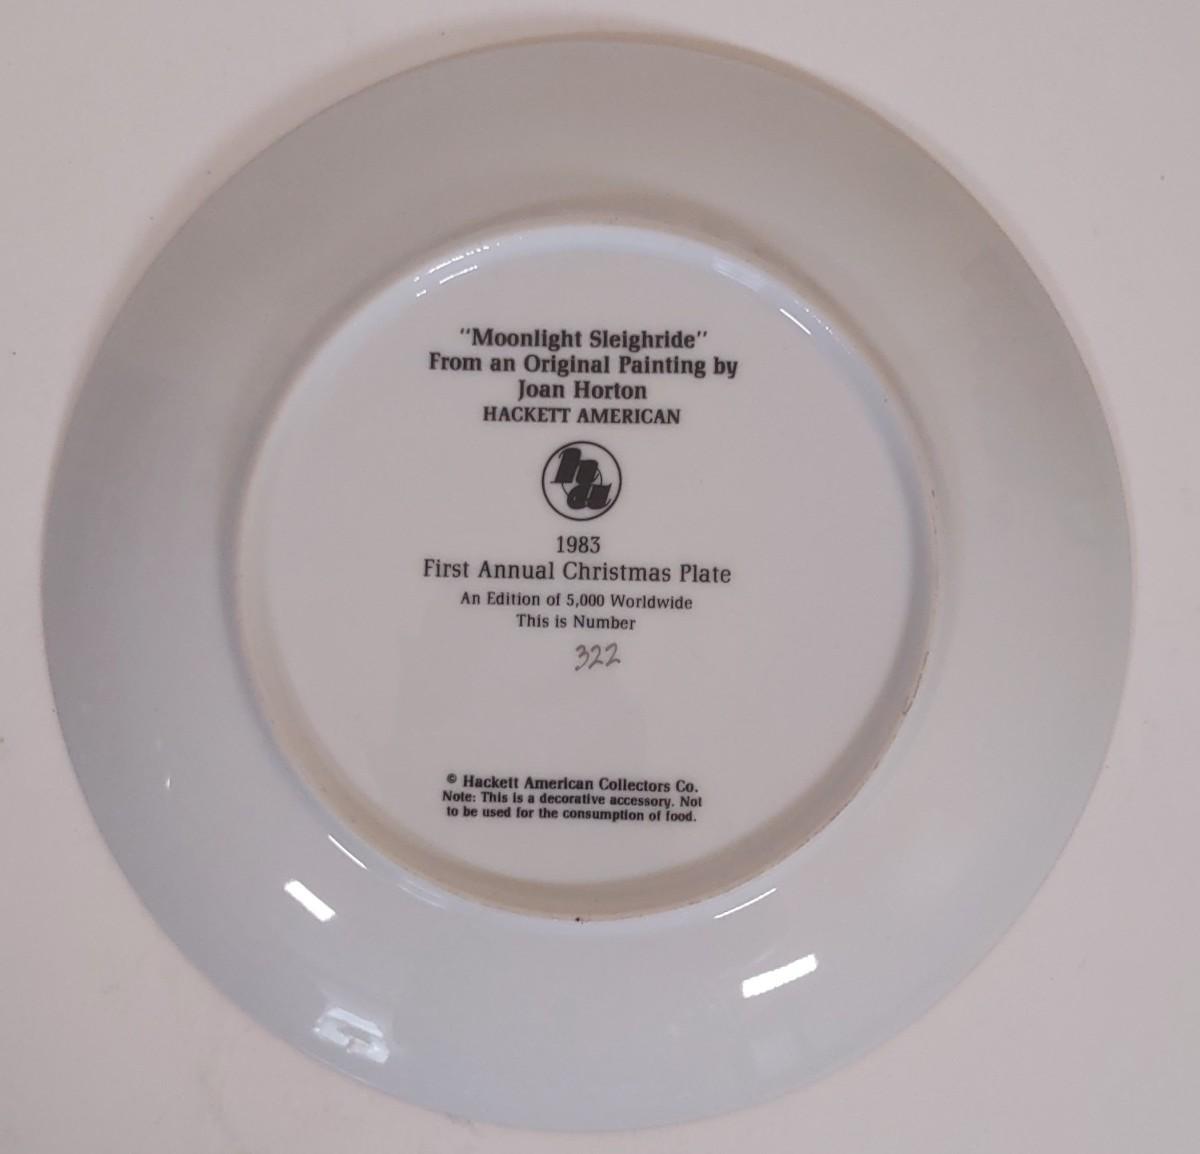 "Moonlight Sleighride"
From an Original Painting by
Joan Horton
HACKETT AMERICAN
ha
1983
First Annual Christmas Plate
An Edition of 5,000 Worldwide
This is Number
322
© Hackett American Collectors Co.
Note: This is a decorative accessory. Not
to be used for the consumption of food.